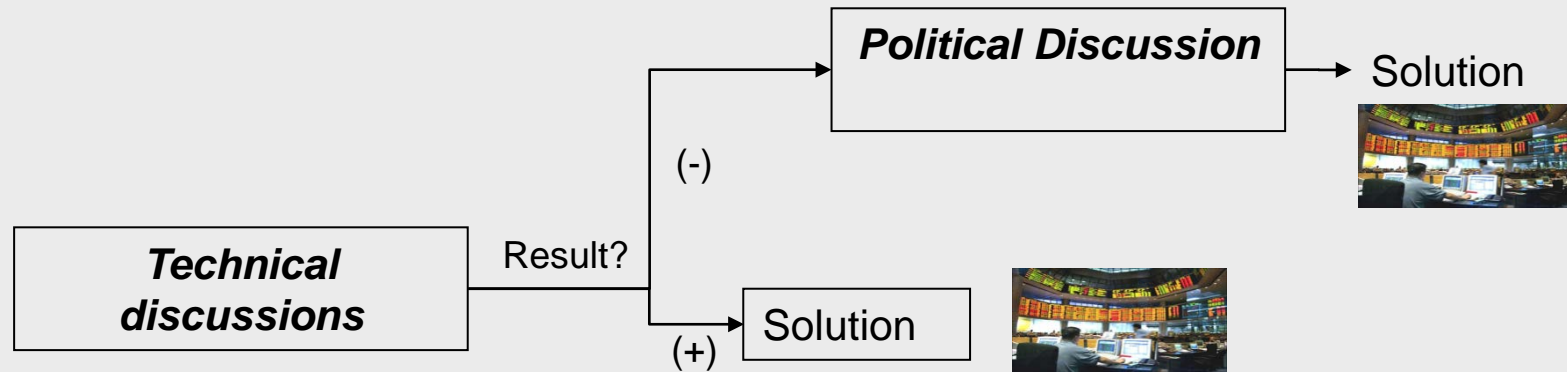 Political Discussion
Solution
(-)
Technical
discussions
Result?
Solution
(+)